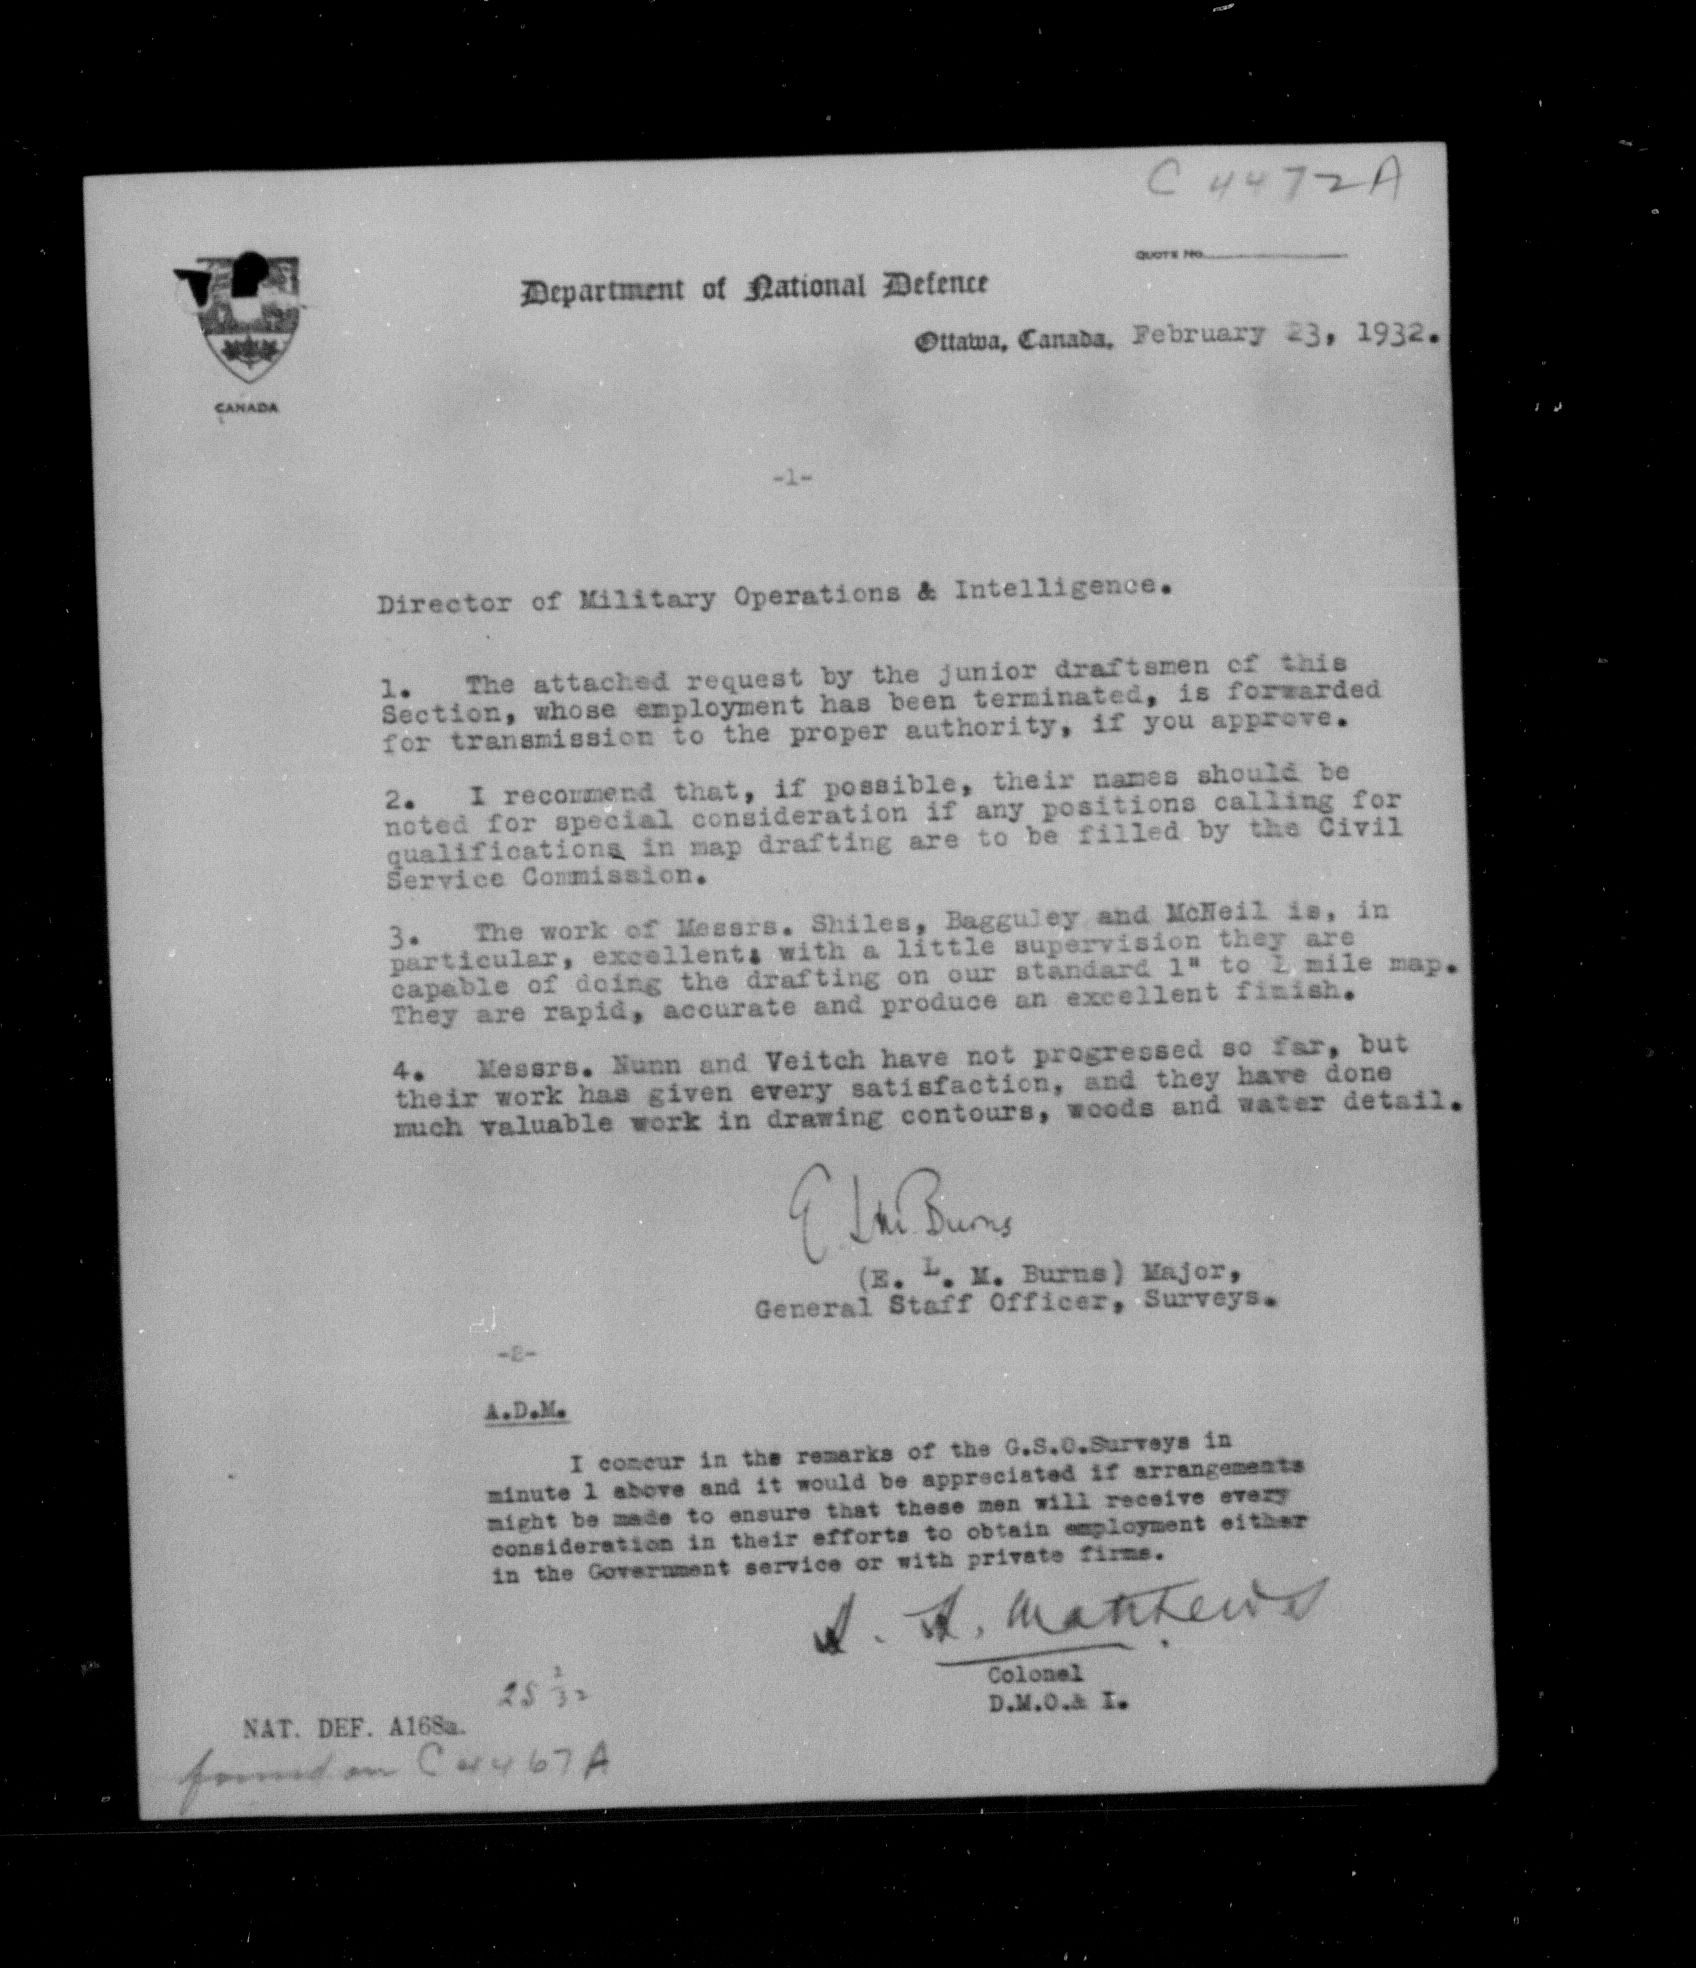 C 4472A
QUOTE NO.
Department of National Defence
Ottawa, Canada, February 23, 1932.
CANADA
-1-
Director of Military Operations & Intelligence.
1. The attached request by the junior draftsmen of this
Section, whose employment has been terminated, is forwarded
for transmission to the proper authority, if you approve.
2. I recommend that, if possible, their names should be
noted for special consideration if any positions calling for
qualifications in map drafting are to be filled by the Civil
Service Commission.
3. The work of Messrs. Shiles, Bagguley and McNeil is, in
particular, excellent; with a little supervision they are
capable of doing the drafting on our standard 1" to 1 mile map.
They are rapid, accurate and produce an excellent finish.
4. Messrs. Nunn and Veitch have not progressed so far, but
their work has given every satisfaction, and they have done
much valuable work in drawing contours, woods and water detail.
E L M Burns
(E. L. M. Burns) Major,
General Staff Officer, Surveys.
-2-
A.D.M.
I concur in the remarks of the G.S.O.Surveys in
minute 1 above and it would be appreciated if arrangements
might be made to ensure that these men will receive every
consideration in their efforts to obtain employment either
in the Government service or with private firms.
H. H. Matthews
Colonel
D.M.O.& I.
NAT. DEF. A168a.
found on C 4467A